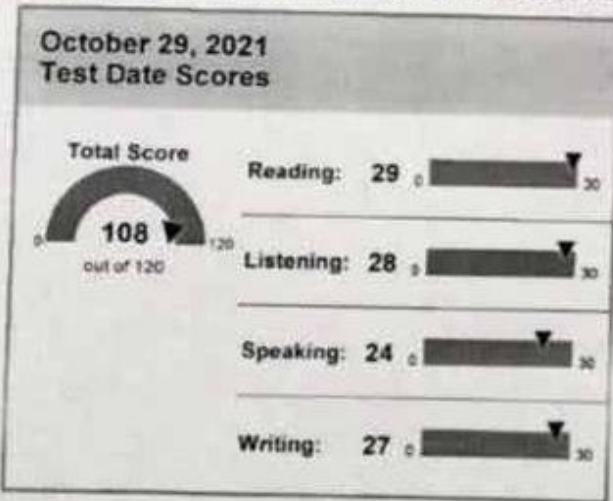 October 29, 2021
Test Date Scores
Total Score
0 108 120
out of 120
Reading: 29 0 30
Listening: 28 0 30
Speaking: 24 0 30
Writing: 27 0 30